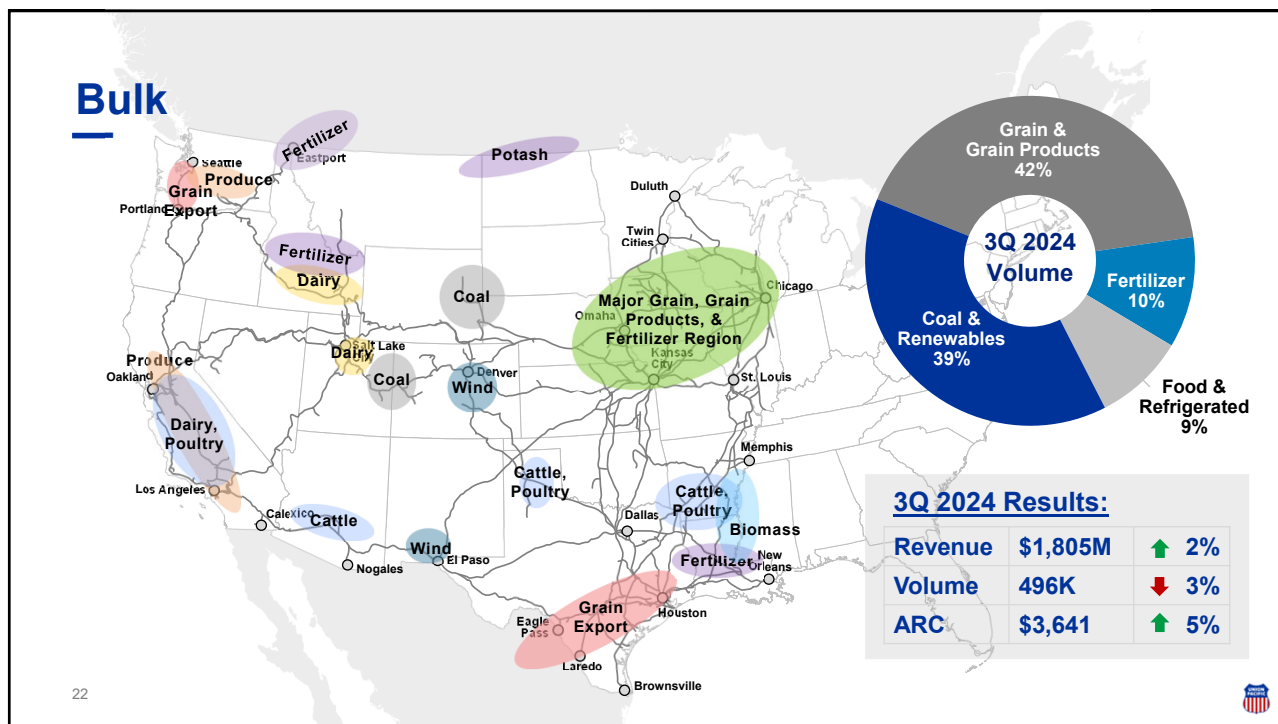 Bulk
Fertilizer
Eastport
Potash
Seattle
Produce
Grain
Export
Portland
Duluth
Twin
Cities
Fertilizer
Dairy
Coal
Major Grain, Grain
Products, &
Fertilizer Region
Omaha
Chicago
Kansas
City
Salt Lake
City
Dairy
Coal
Denver
Wind
St. Louis
Produce
Oakland
Dairy,
Poultry
Los Angeles
Calexico
Cattle
Nogales
Wind
El Paso
Cattle,
Poultry
Cattle,
Poultry
Memphis
Biomass
Dallas
Fertilizer
New
Orleans
Grain
Export
Houston
Eagle
Pass
Laredo
Brownsville
Grain &
Grain Products
42%
3Q 2024
Volume
Fertilizer
10%
Coal &
Renewables
39%
Food &
Refrigerated
9%
3Q 2024 Results:
Revenue $1,805M 2%
Volume 496K 3%
ARC $3,641 5%
22
UNION
PACIFIC